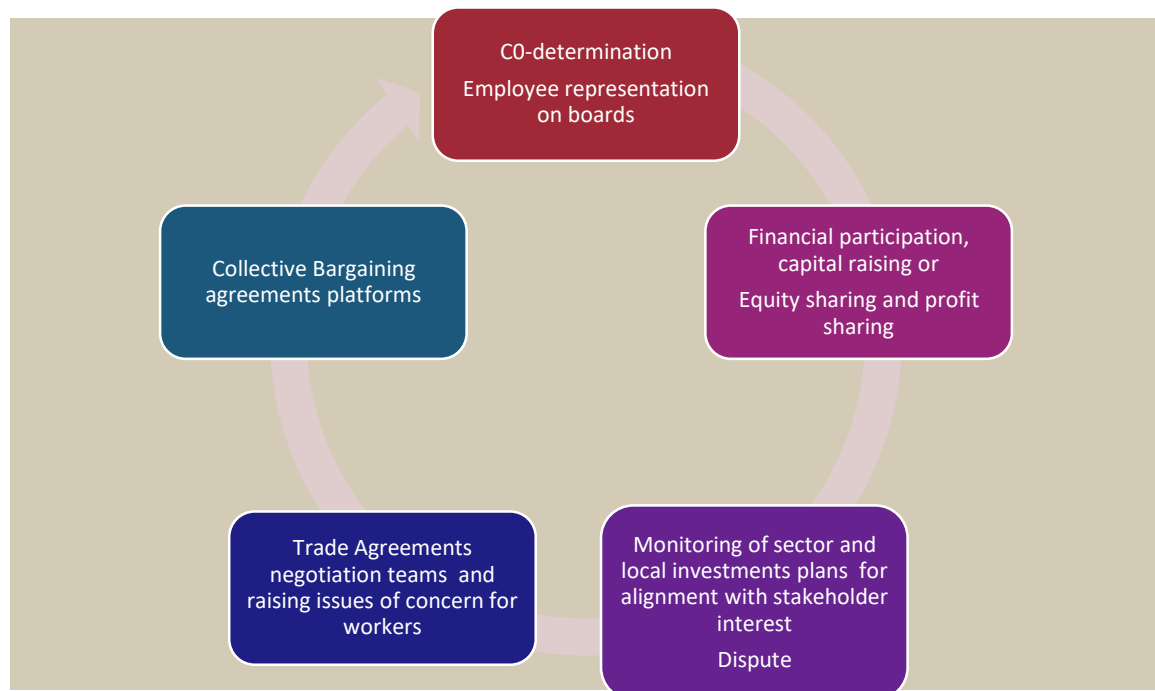 C0-determination
Employee representation
on boards
Financial participation,
capital raising or
Equity sharing and profit
sharing
Monitoring of sector and
local investments plans for
alignment with stakeholder
interest
Dispute
Trade Agreements
negotiation teams and
raising issues of concern for
workers
Collective Bargaining
agreements platforms